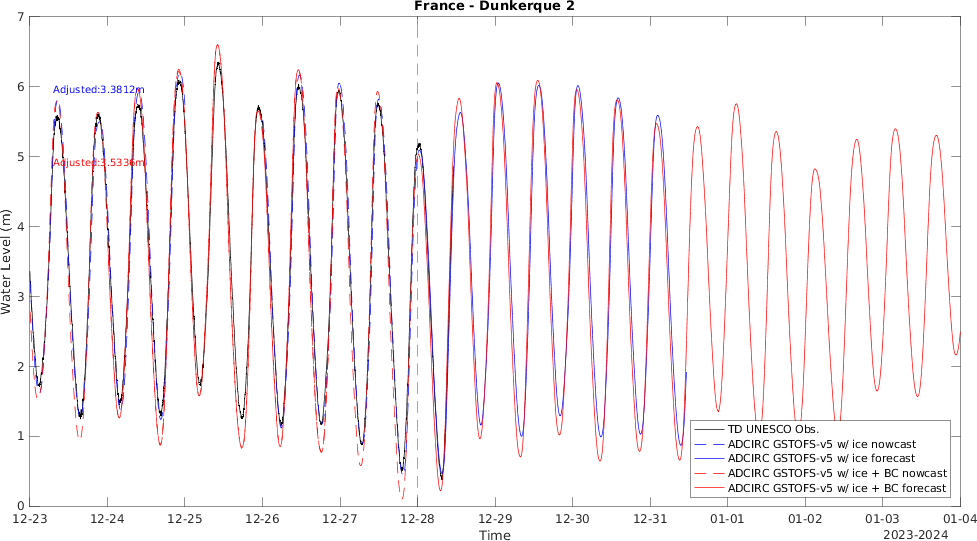 France - Dunkerque 2
7
6
5
4
3
2
1
0
Water Level (m)
Adjusted:3.3812m
Adjusted:3.5336m
TD UNESCO Obs.
ADCIRC GSTOFS-v5 w/ ice nowcast
ADCIRC GSTOFS-v5 w/ ice forecast
ADCIRC GSTOFS-v5 w/ ice + BC nowcast
ADCIRC GSTOFS-v5 w/ ice + BC forecast
12-23 12-24 12-25 12-26 12-27 12-28 12-29 12-30 12-31 01-01 01-02 01-03 01-04
Time
2023-2024